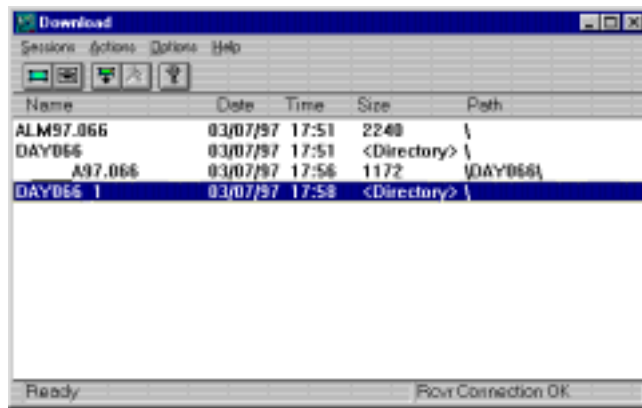 Download
Sessions Actions Options Help
Name Date Time Size Path
ALM97.066 03/07/97 17:51 2240 \
DAY066 03/07/97 17:51 <Directory> \
____A97.066 03/07/97 17:56 1172 \DAY066\
DAY066 1 03/07/97 17:58 <Directory> \
Ready Rcvr Connection OK